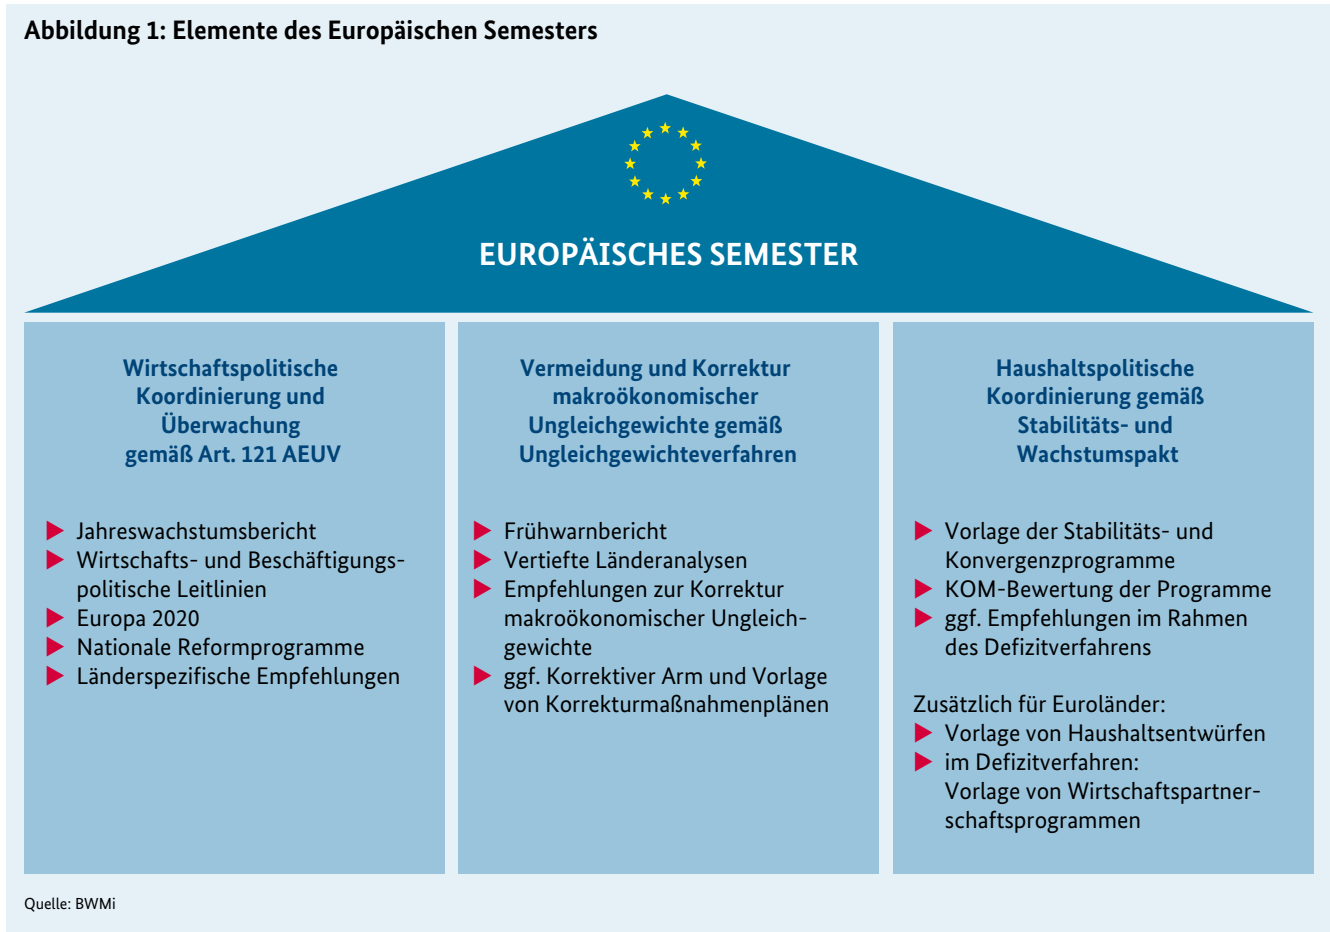 Abbildung 1: Elemente des Europäischen Semesters
EUROPÄISCHES SEMESTER
Wirtschaftspolitische
Koordinierung und
Überwachung
gemäß Art. 121 AEUV
▶ Jahreswachstumsbericht
▶ Wirtschafts- und Beschäftigungs-
politische Leitlinien
▶ Europa 2020
▶ Nationale Reformprogramme
▶ Länderspezifische Empfehlungen
Vermeidung und Korrektur
makroökonomischer
Ungleichgewichte gemäß
Ungleichgewichteverfahren
▶ Frühwarnbericht
▶ Vertiefte Länderanalysen
▶ Empfehlungen zur Korrektur
makroökonomischer Ungleich-
gewichte
▶ ggf. Korrektiver Arm und Vorlage
von Korrekturmaßnahmenplänen
Haushaltspolitische
Koordinierung gemäß
Stabilitäts- und
Wachstumspakt
▶ Vorlage der Stabilitäts- und
Konvergenzprogramme
▶ KOM-Bewertung der Programme
▶ ggf. Empfehlungen im Rahmen
des Defizitverfahrens
Zusätzlich für Euroländer:
▶ Vorlage von Haushaltsentwürfen
▶ im Defizitverfahren:
Vorlage von Wirtschaftspartner-
schaftsprogrammen
Quelle: BWMi